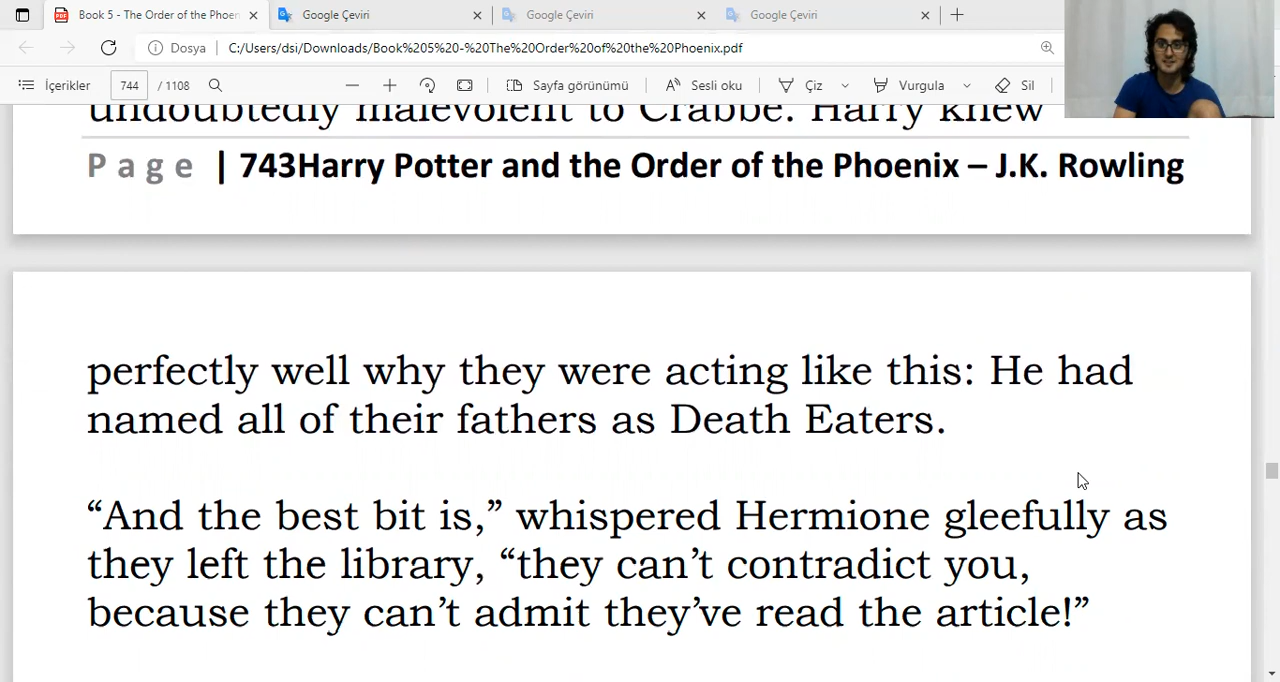 Book 5 - The Order of the Phoen
Google Çeviri
Google Çeviri
Google Çeviri
Dosya
C:/Users/dsi/Downloads/Book%205%20-%20The%20Order%20of%20the%20Phoenix.pdf
İçerikler
744 / 1108
Sayfa görünümü
Sesli oku
Çiz
Vurgula
Sil
undoubtedly malevolent to Crabbe. Harry knew
Page | 743Harry Potter and the Order of the Phoenix – J.K. Rowling
perfectly well why they were acting like this: He had
named all of their fathers as Death Eaters.
“And the best bit is,” whispered Hermione gleefully as
they left the library, “they can’t contradict you,
because they can’t admit they’ve read the article!”